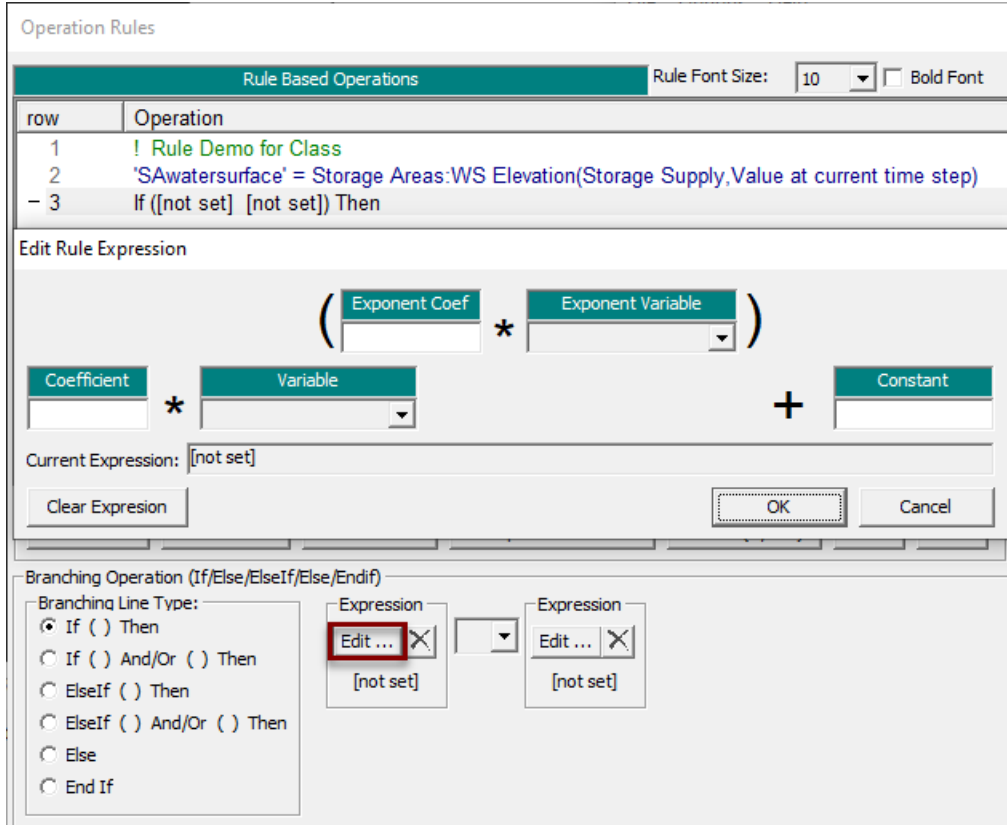 Operation Rules
Rule Based Operations Rule Font Size: 10 Bold Font
row Operation
1 ! Rule Demo for Class
2 'SAwatersurface' = Storage Areas:WS Elevation(Storage Supply,Value at current time step)
– 3 If ([not set] [not set]) Then
Edit Rule Expression
( Exponent Coef * Exponent Variable )
Coefficient * Variable + Constant
Current Expression: [not set]
Clear Expresion OK Cancel
Branching Operation (If/Else/ElseIf/Else/Endif)
Branching Line Type: Expression Expression
If ( ) Then Edit ... Edit ...
If ( ) And/Or ( ) Then [not set] [not set]
ElseIf ( ) Then
ElseIf ( ) And/Or ( ) Then
Else
End If